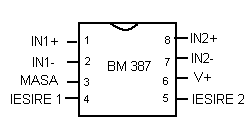 IN1+ 1 8 IN2+
IN1- 2 BM 387 7 IN2-
MASA 3 6 V+
IESIRE 1 4 5 IESIRE 2